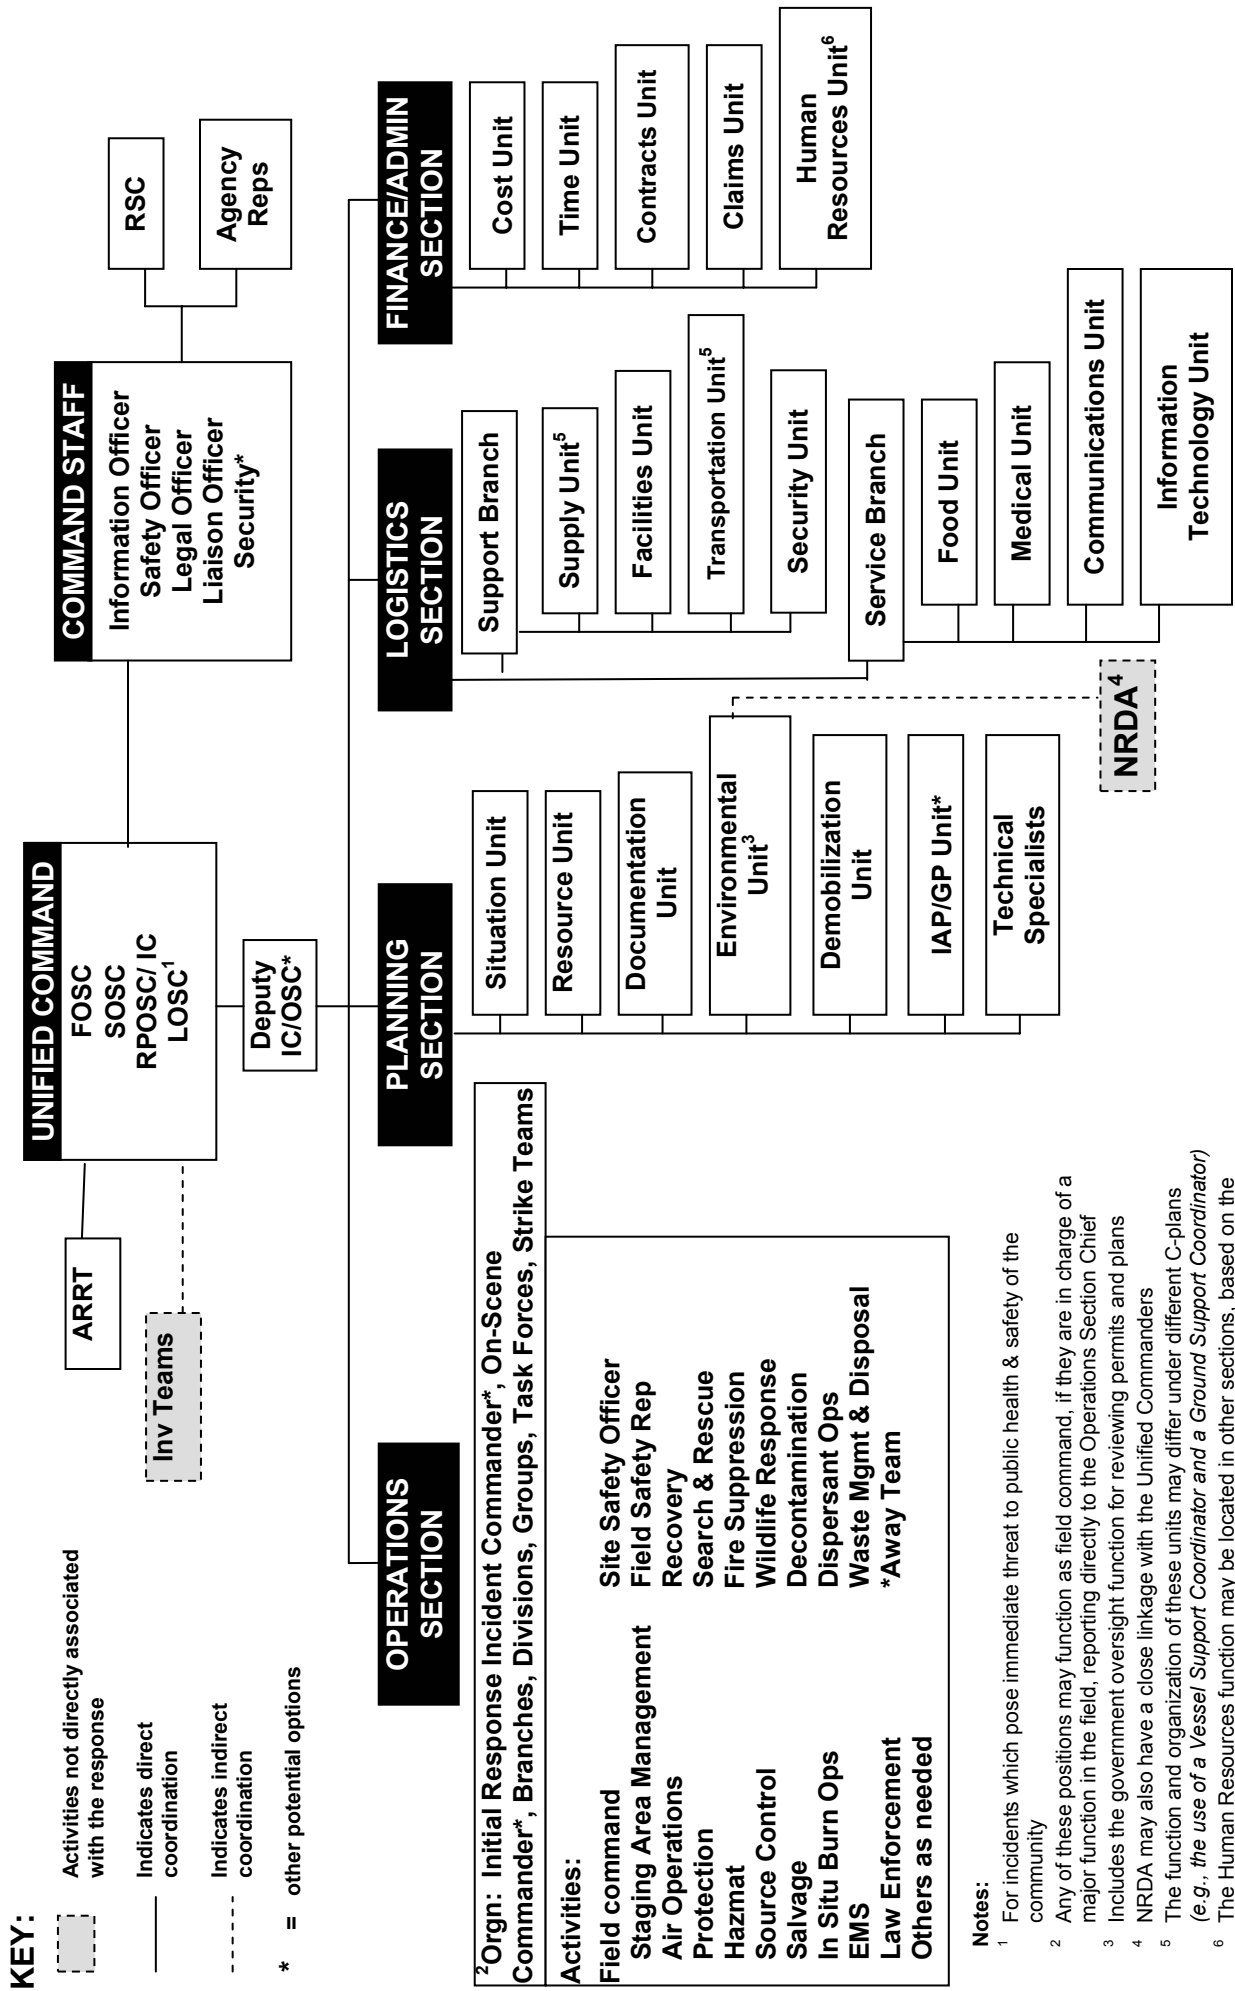 KEY:
Activities not directly associated
with the response
Indicates direct
coordination
Indicates indirect
coordination
* = other potential options
ARRT
Inv Teams
UNIFIED COMMAND
FOSC
SOSC
RPOSC/ IC
LOSC1
Deputy
IC/OSC*
COMMAND STAFF
Information Officer
Safety Officer
Legal Officer
Liaison Officer
Security*
RSC
Agency
Reps
OPERATIONS
SECTION
2Orgn: Initial Response Incident Commander*, On-Scene
Commander*, Branches, Divisions, Groups, Task Forces, Strike Teams
Activities:
Field command Site Safety Officer
Staging Area Management Field Safety Rep
Air Operations Recovery
Protection Search & Rescue
Hazmat Fire Suppression
Source Control Wildlife Response
Salvage Decontamination
In Situ Burn Ops Dispersant Ops
EMS Waste Mgmt & Disposal
Law Enforcement *Away Team
Others as needed
PLANNING
SECTION
Situation Unit
Resource Unit
Documentation
Unit
Environmental
Unit3
Demobilization
Unit
IAP/GP Unit*
Technical
Specialists
NRDA4
LOGISTICS
SECTION
Support Branch
Supply Unit5
Facilities Unit
Transportation Unit5
Security Unit
Service Branch
Food Unit
Medical Unit
Communications Unit
Information
Technology Unit
FINANCE/ADMIN
SECTION
Cost Unit
Time Unit
Contracts Unit
Claims Unit
Human
Resources Unit6
Notes:
1 For incidents which pose immediate threat to public health & safety of the
community
2 Any of these positions may function as field command, if they are in charge of a
major function in the field, reporting directly to the Operations Section Chief
3 Includes the government oversight function for reviewing permits and plans
4 NRDA may also have a close linkage with the Unified Commanders
5 The function and organization of these units may differ under different C-plans
(e.g., the use of a Vessel Support Coordinator and a Ground Support Coordinator)
6 The Human Resources function may be located in other sections, based on the